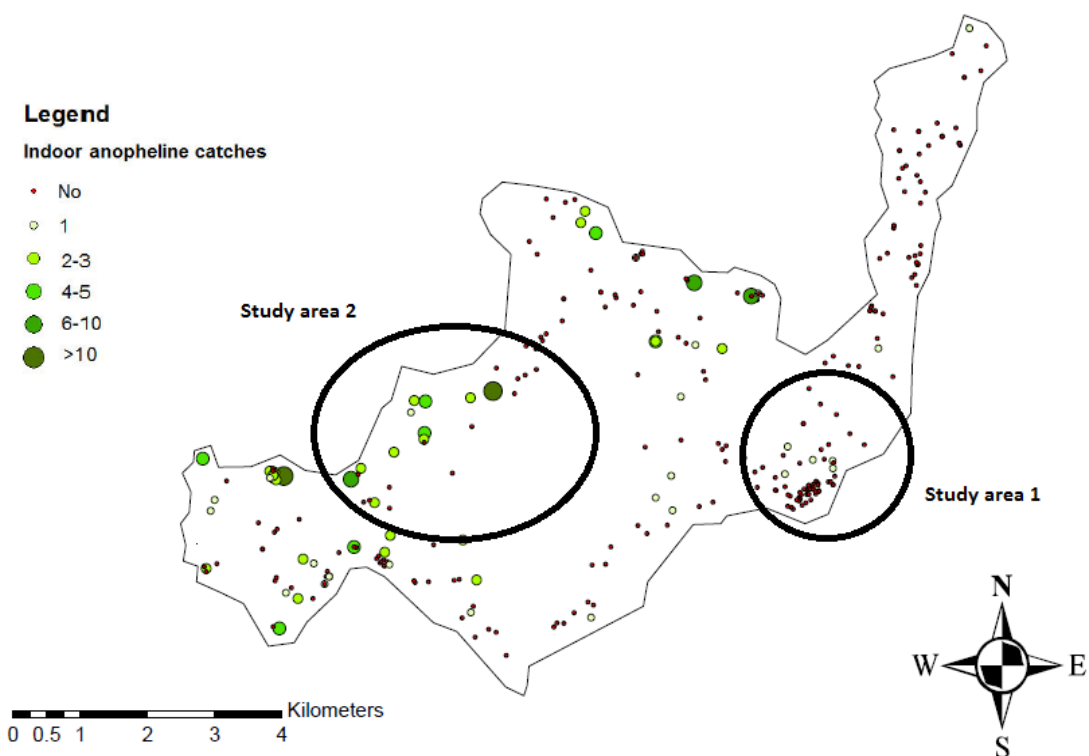 Legend
Indoor anopheline catches
No
1
2-3
4-5
6-10
>10
Study area 2
Study area 1
N
W E
S
Kilometers
0 0.5 1 2 3 4